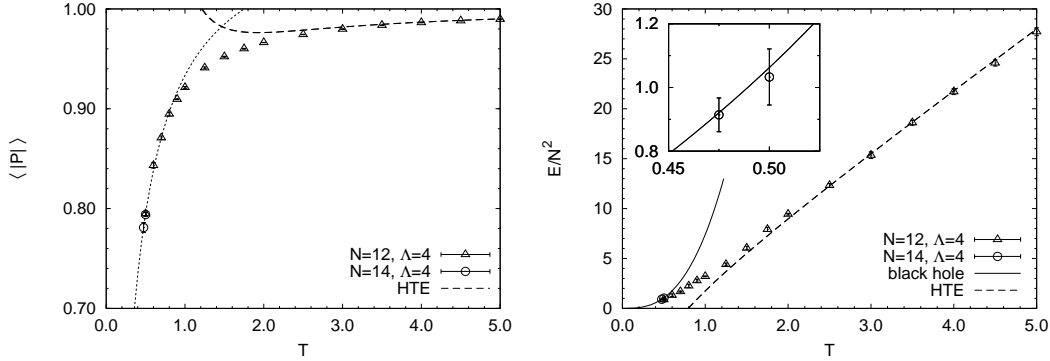 1.00
0.90
0.80
0.70
⟨ |P| ⟩
0.0
1.0
2.0
3.0
4.0
5.0
T
N=12, Λ=4
N=14, Λ=4
HTE
30
25
20
15
10
5
0
E/N²
0.0
1.0
2.0
3.0
4.0
5.0
T
1.2
1.0
0.8
0.45
0.50
N=12, Λ=4
N=14, Λ=4
black hole
HTE